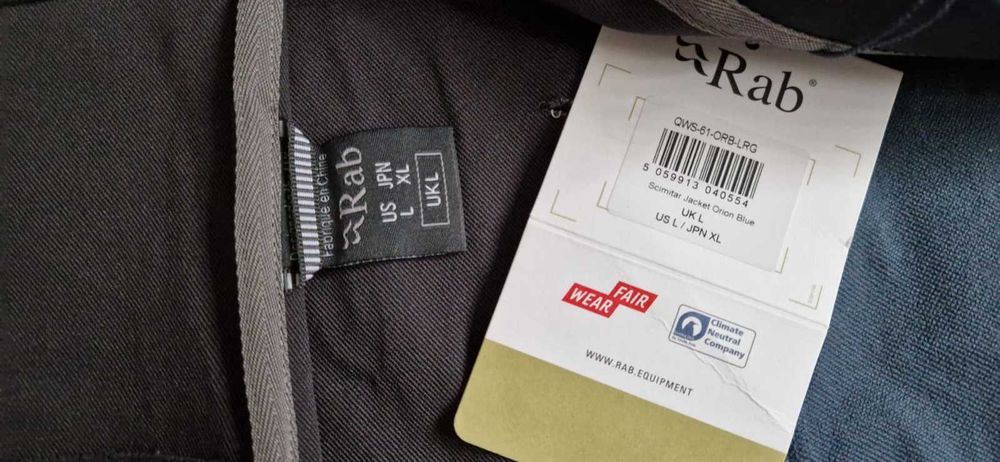 Rab
US JPN
L XL
UKL
Fabriqué en Chine
Rab®
QWS-61-ORB-LRG
5 059913 040554
Scimitar Jacket Orion Blue
UK L
US L / JPN XL
WEAR FAIR
Climate
Neutral
Company
WWW.RAB.EQUIPMENT